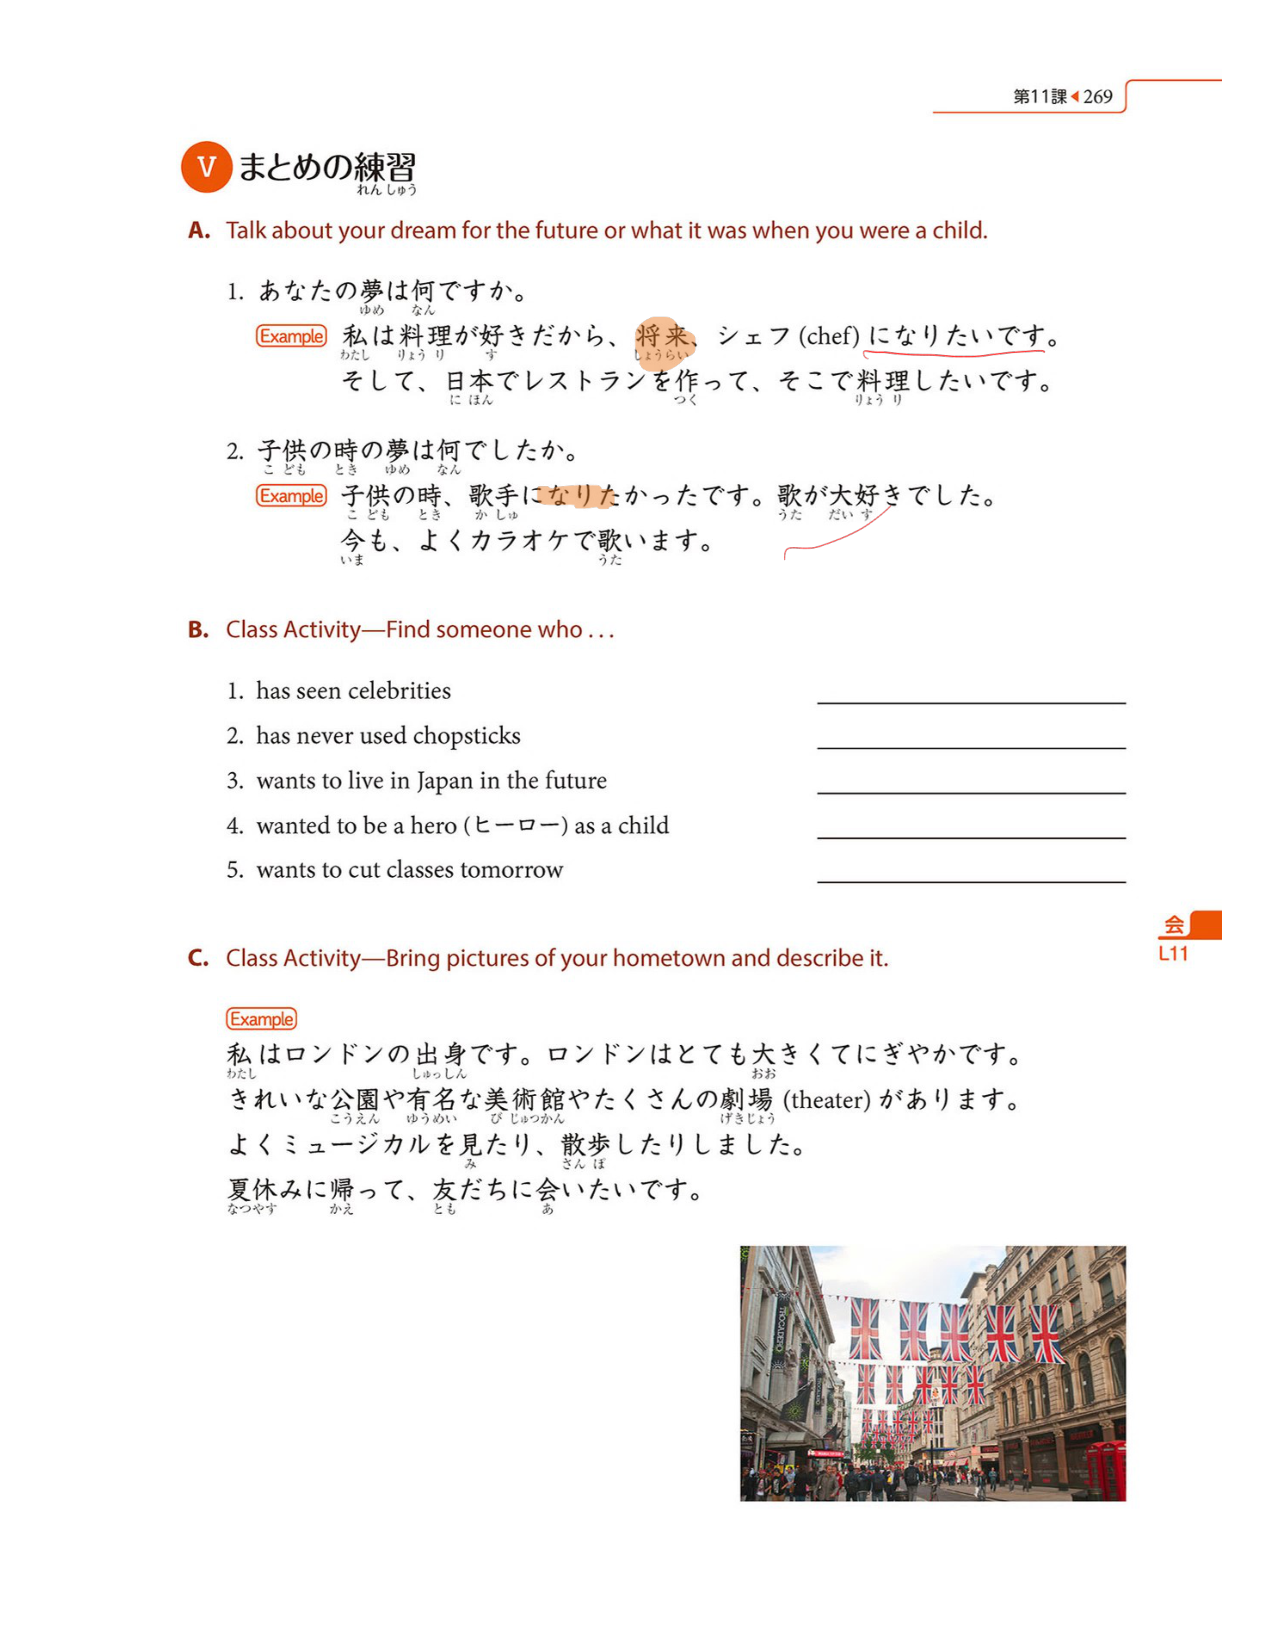 第11課◀269
V まとめの練習
れんしゅう
A. Talk about your dream for the future or what it was when you were a child.
1. あなたの夢は何ですか。
ゆめ なん
Example 私は料理が好きだから、将来、シェフ (chef) になりたいです。
わたし りょうり す しょうらい
そして、日本でレストランを作って、そこで料理したいです。
にほん つく りょうり
2. 子供の時の夢は何でしたか。
こども とき ゆめ なん
Example 子供の時、歌手になりたかったです。歌が大好きでした。
こども とき かしゅ うた だいす
今も、よくカラオケで歌います。
いま うた
B. Class Activity—Find someone who . . .
1. has seen celebrities
2. has never used chopsticks
3. wants to live in Japan in the future
4. wanted to be a hero (ヒーロー) as a child
5. wants to cut classes tomorrow
会
L11
C. Class Activity—Bring pictures of your hometown and describe it.
Example
私はロンドンの出身です。ロンドンはとても大きくてにぎやかです。
わたし しゅっしん おお
きれいな公園や有名な美術館やたくさんの劇場 (theater) があります。
こうえん ゆうめい びじゅつかん げきじょう
よくミュージカルを見たり、散歩したりしました。
み さんぽ
夏休みに帰って、友だちに会いたいです。
なつやす かえ とも あ
TROCADERO